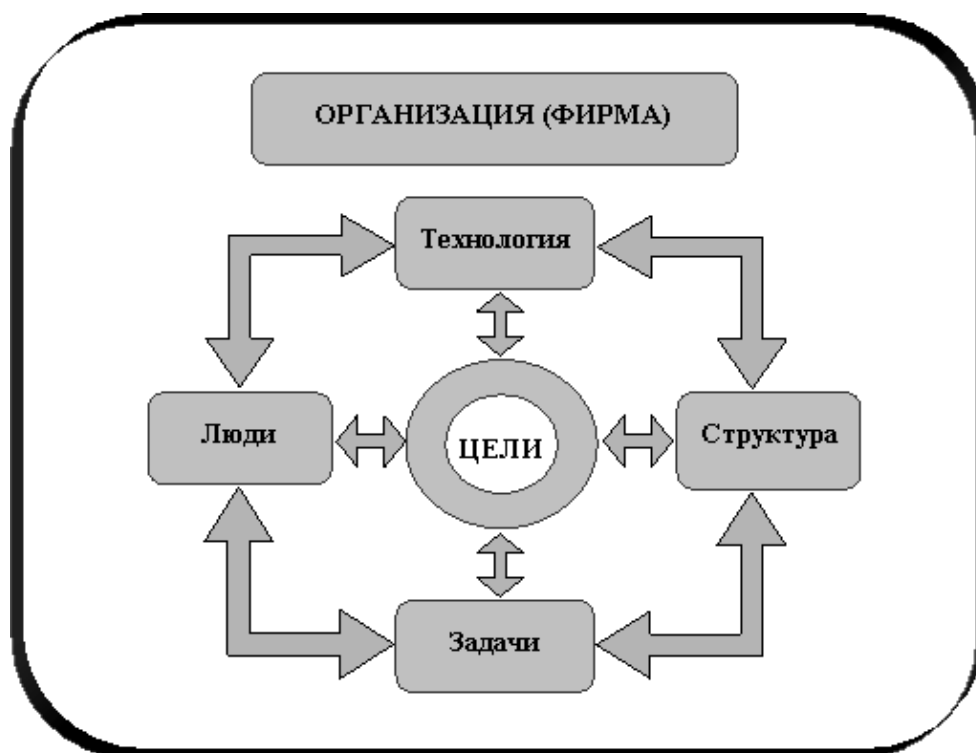 ОРГАНИЗАЦИЯ (ФИРМА)
Технология
Люди
ЦЕЛИ
Структура
Задачи